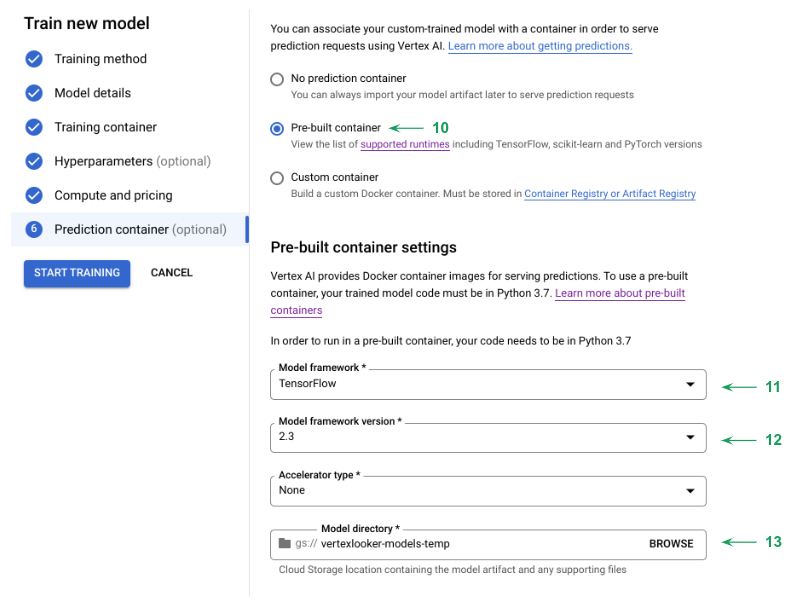 Train new model
Training method
Model details
Training container
Hyperparameters (optional)
Compute and pricing
6 Prediction container (optional)
START TRAINING CANCEL
You can associate your custom-trained model with a container in order to serve
prediction requests using Vertex AI. Learn more about getting predictions.
No prediction container
You can always import your model artifact later to serve prediction requests
Pre-built container 10
View the list of supported runtimes including TensorFlow, scikit-learn and PyTorch versions
Custom container
Build a custom Docker container. Must be stored in Container Registry or Artifact Registry
Pre-built container settings
Vertex AI provides Docker container images for serving predictions. To use a pre-built
container, your trained model code must be in Python 3.7. Learn more about pre-built
containers
In order to run in a pre-built container, your code needs to be in Python 3.7
Model framework *
TensorFlow 11
Model framework version *
2.3 12
Accelerator type *
None
Model directory *
gs:// vertexlooker-models-temp BROWSE 13
Cloud Storage location containing the model artifact and any supporting files